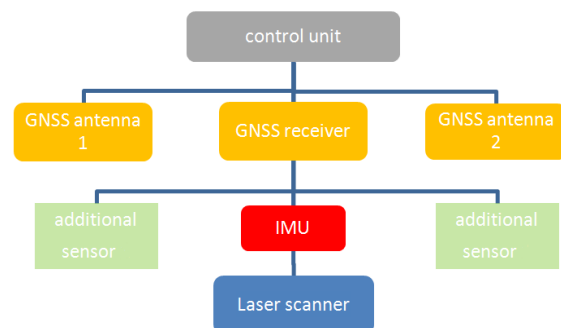 control unit
GNSS antenna
1
GNSS receiver
GNSS antenna
2
additional
sensor
IMU
additional
sensor
Laser scanner